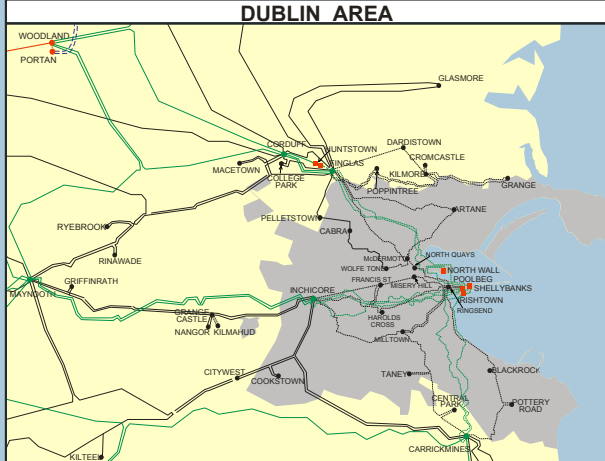 DUBLIN AREA
WOODLAND
PORTAN
GLASMORE
CORDUFF
HUNTSTOWN
DARDISTOWN
FINGLAS
CROMCASTLE
MACETOWN
COLLEGE
PARK
KILMORE
POPPINTREE
GRANGE
PELLETSTOWN
ARTANE
RYEBROOK
CABRA
RINAWADE
McDERMOTT
NORTH QUAYS
WOLFE TONE
NORTH WALL
FRANCIS ST
POOLBEG
MISERY HILL
SHELLYBANKS
GRIFFINRATH
MAYNOOTH
INCHICORE
IRISHTOWN
RINGSEND
GRANGE
CASTLE
HAROLDS
CROSS
NANGOR
KILMAHUD
MILLTOWN
CITYWEST
COOKSTOWN
TANEY
BLACKROCK
CENTRAL
PARK
POTTERY
ROAD
CARRICKMINES
KILTEEL